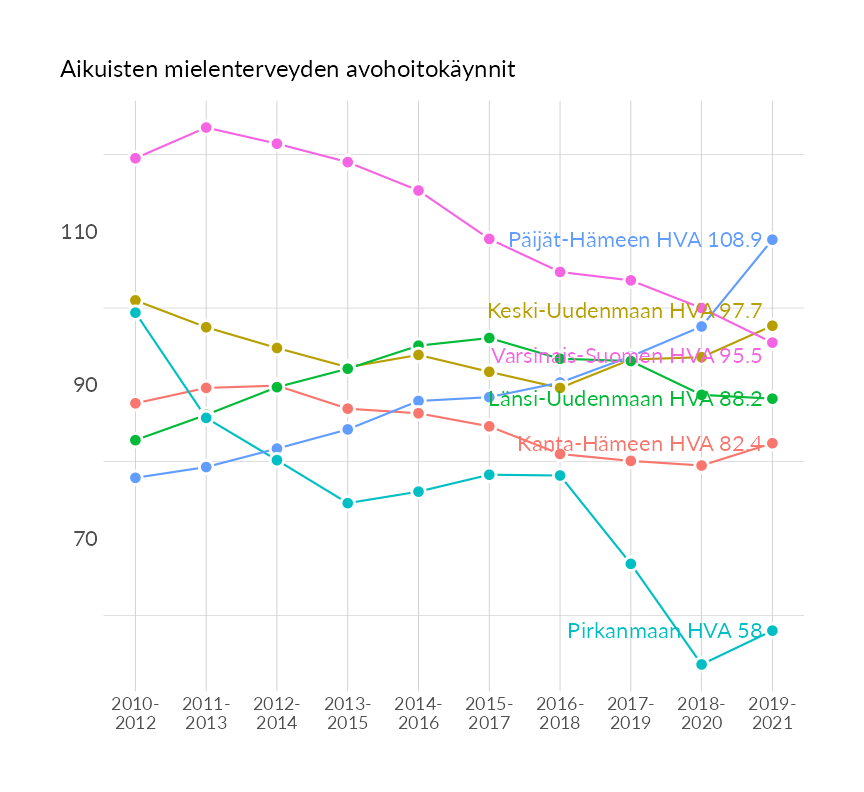 Aikuisten mielenterveyden avohoitokäynnit
110
Päijät-Hämeen HVA 108.9
Keski-Uudenmaan HVA 97.7
Varsinais-Suomen HVA 95.5
90
Länsi-Uudenmaan HVA 88.2
Kanta-Hämeen HVA 82.4
70
Pirkanmaan HVA 58
2010- 2011- 2012- 2013- 2014- 2015- 2016- 2017- 2018- 2019-
2012 2013 2014 2015 2016 2017 2018 2019 2020 2021